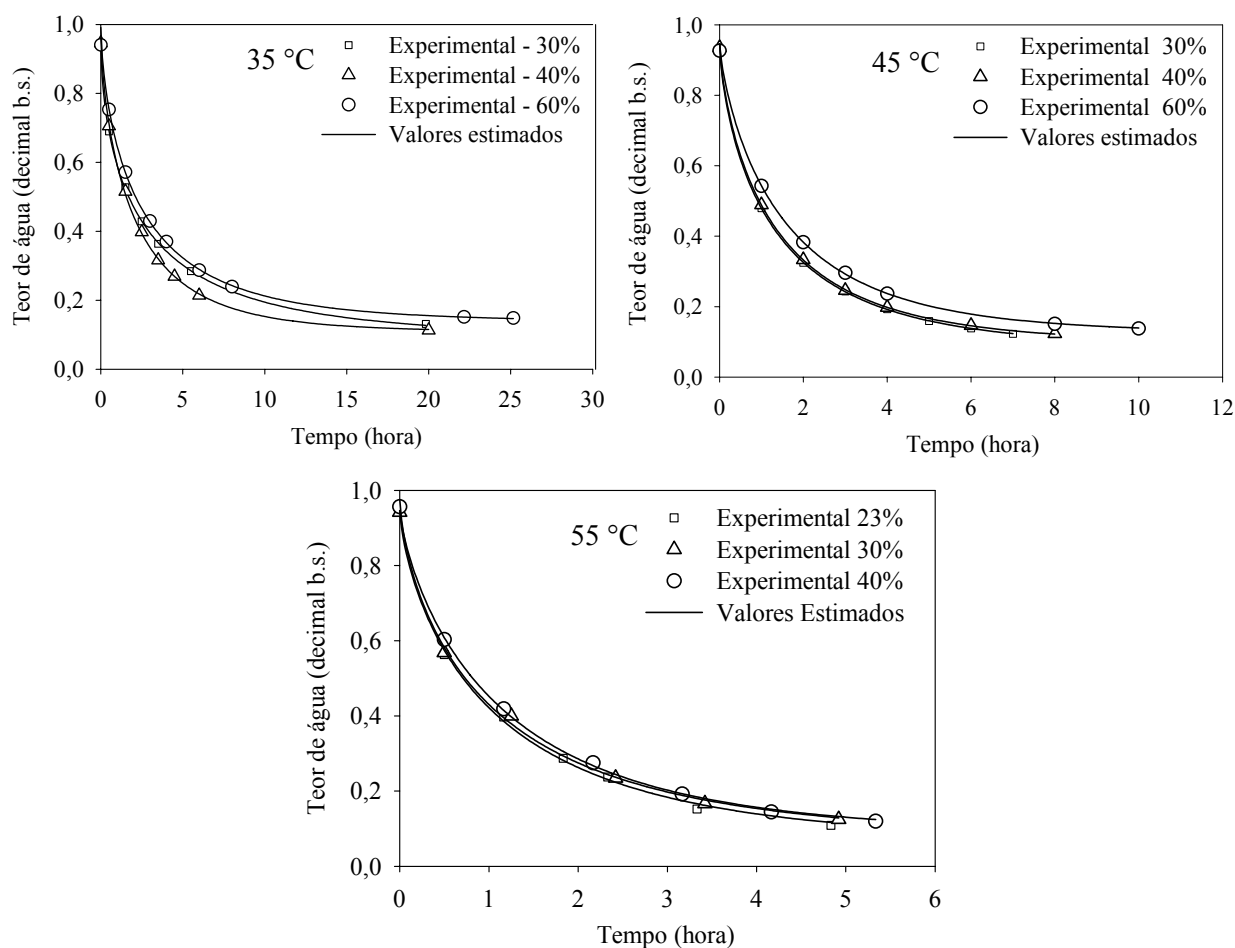 35 °C
Experimental - 30%
Experimental - 40%
Experimental - 60%
Valores estimados
Teor de água (decimal b.s.)
1,0
0,8
0,6
0,4
0,2
0,0
0 5 10 15 20 25 30
Tempo (hora)
45 °C
Experimental 30%
Experimental 40%
Experimental 60%
Valores estimados
Teor de água (decimal b.s.)
1,0
0,8
0,6
0,4
0,2
0,0
0 2 4 6 8 10 12
Tempo (hora)
55 °C
Experimental 23%
Experimental 30%
Experimental 40%
Valores Estimados
Teor de água (decimal b.s.)
1,0
0,8
0,6
0,4
0,2
0,0
0 1 2 3 4 5 6
Tempo (hora)